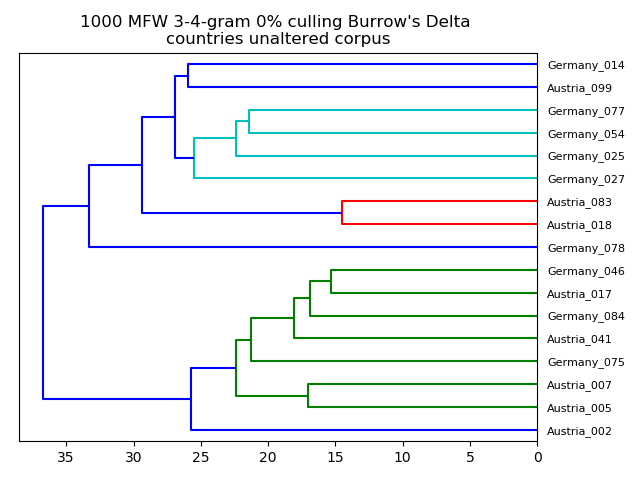 1000 MFW 3-4-gram 0% culling Burrow's Delta
countries unaltered corpus
Germany_014
Austria_099
Germany_077
Germany_054
Germany_025
Germany_027
Austria_083
Austria_018
Germany_078
Germany_046
Austria_017
Germany_084
Austria_041
Germany_075
Austria_007
Austria_005
Austria_002
35 30 25 20 15 10 5 0